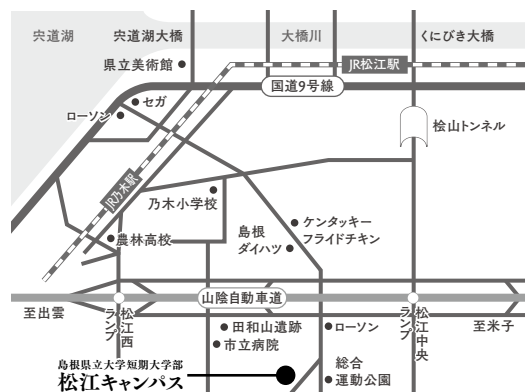 宍道湖
宍道湖大橋
大橋川
くにびき大橋
県立美術館
JR松江駅
国道9号線
セガ
ローソン
桧山トンネル
JR乃木駅
乃木小学校
農林高校
島根
ダイハツ
ケンタッキー
フライドチキン
山陰自動車道
至出雲
松江西
ランプ
松江中央
ランプ
至米子
田和山遺跡
市立病院
ローソン
島根県立大学短期大学部
松江キャンパス
総合
運動公園